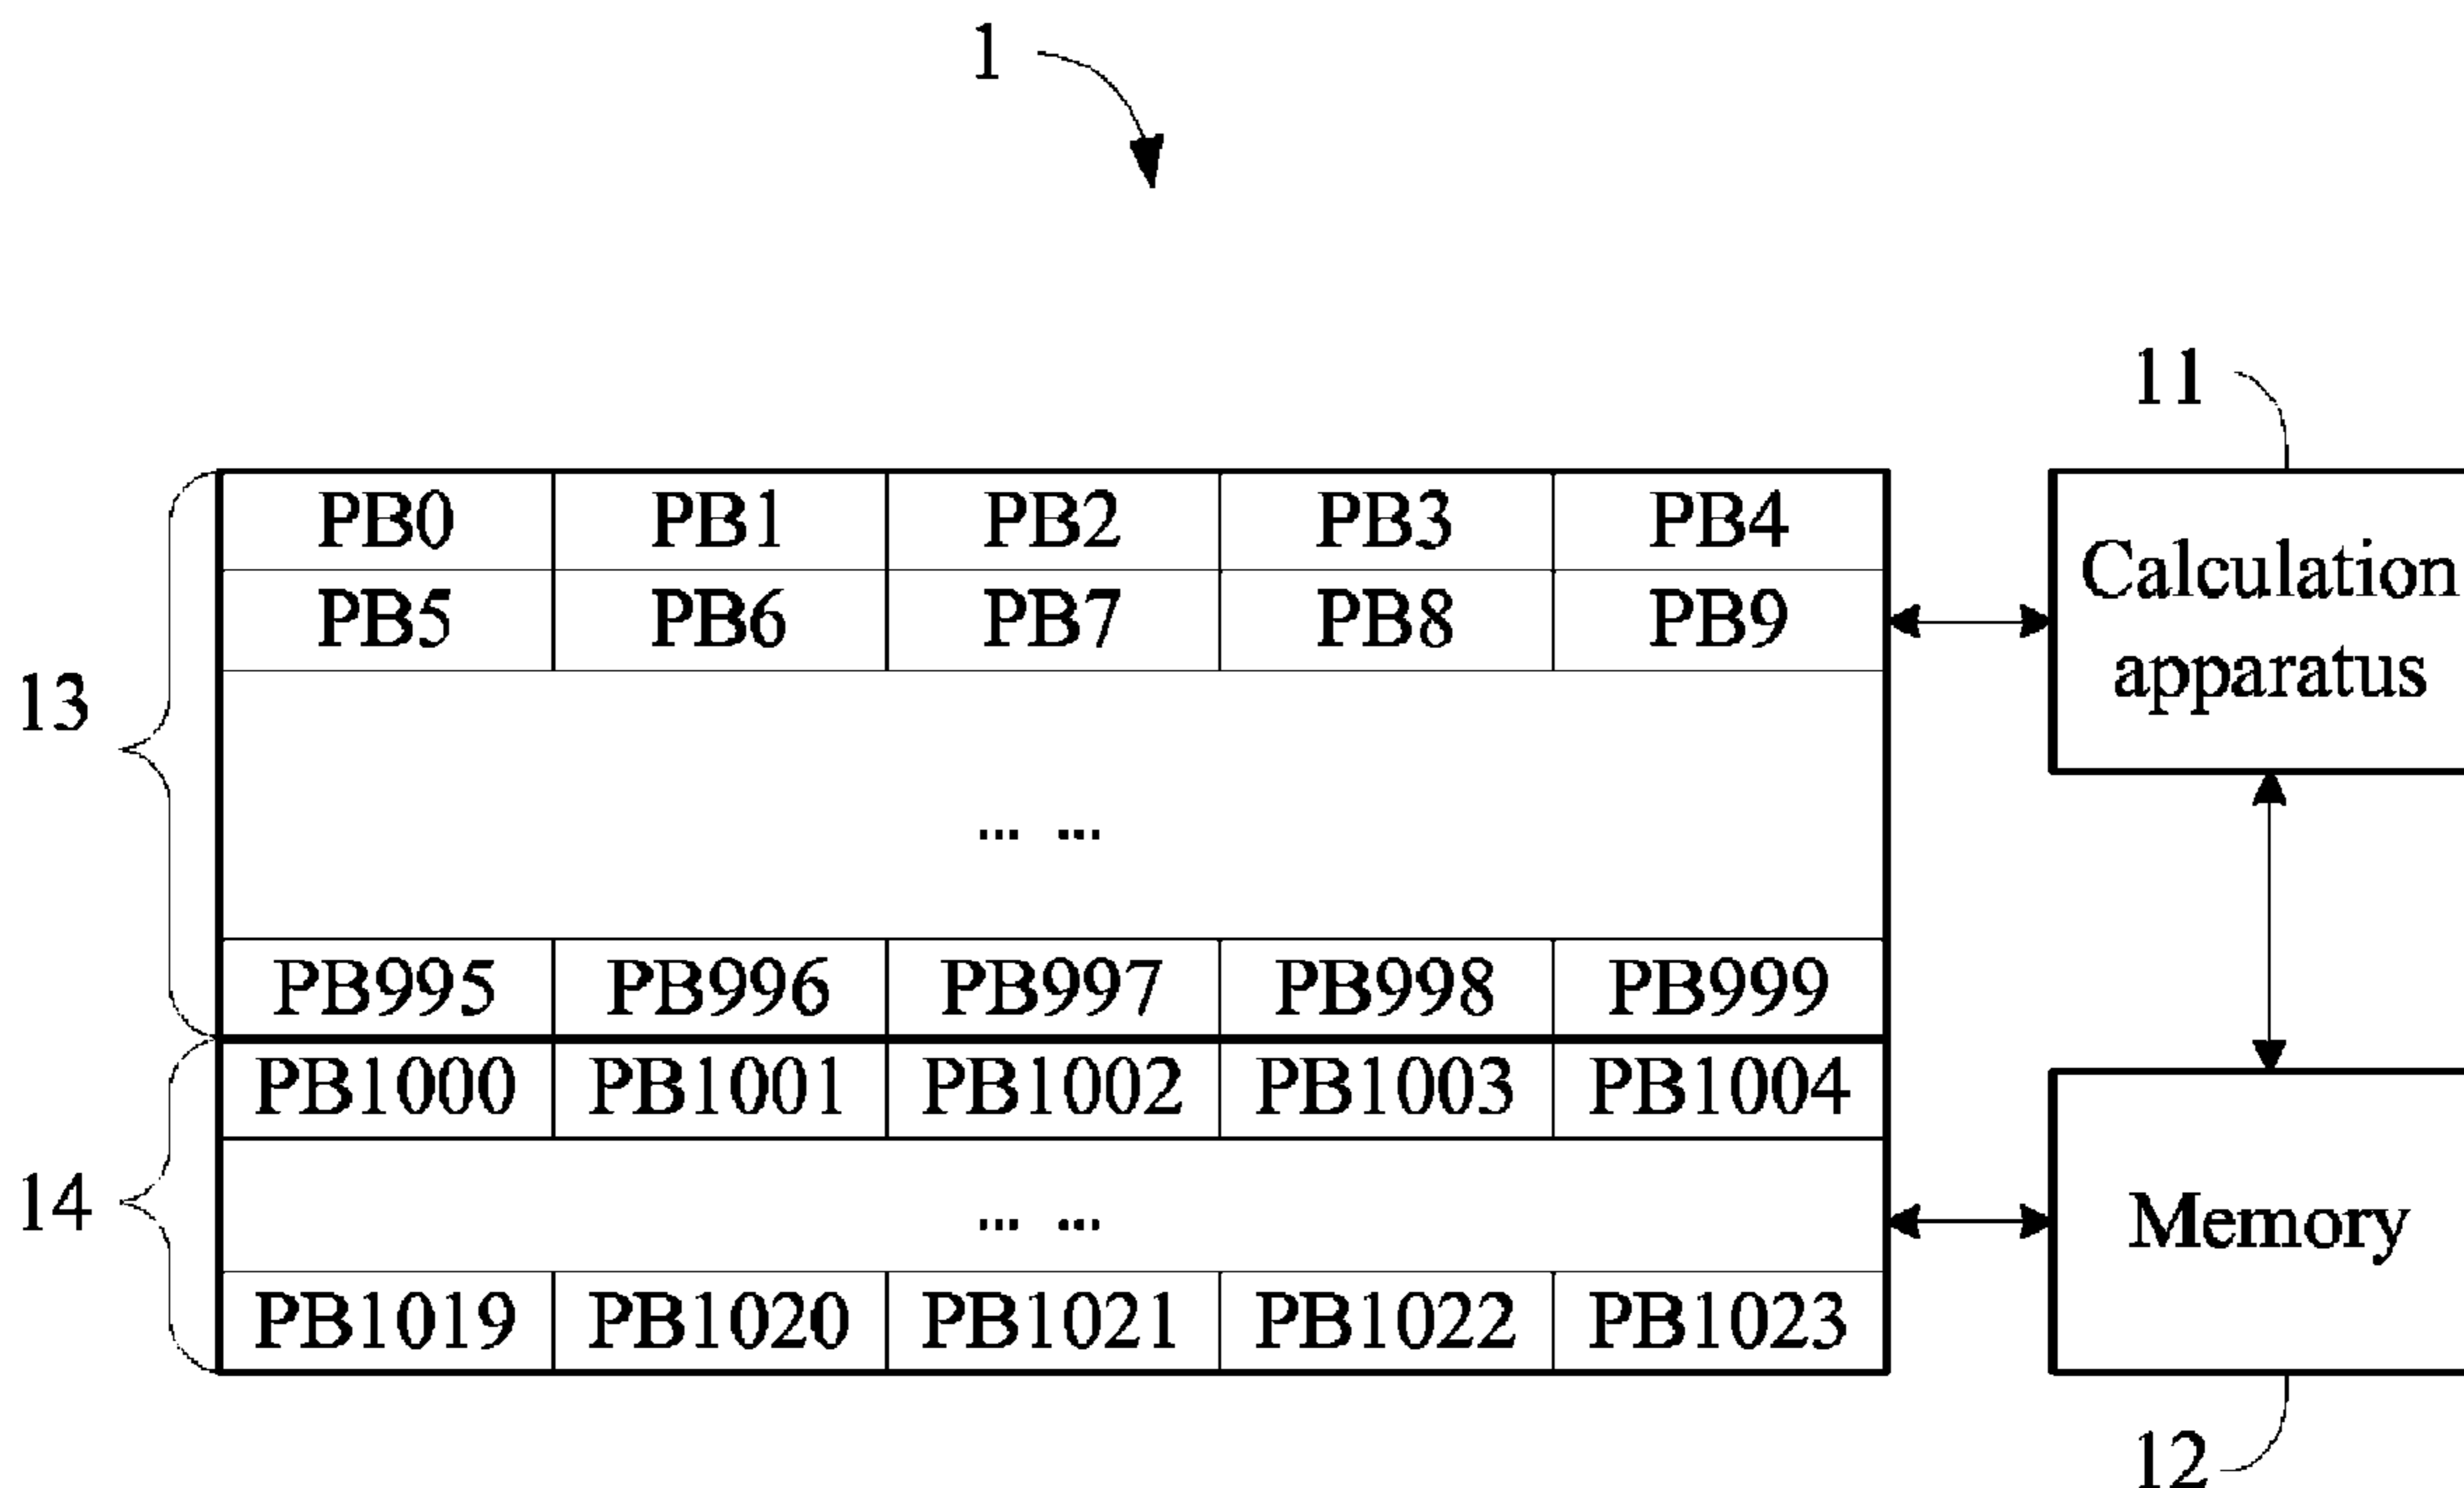 1
11
PB0 PB1 PB2 PB3 PB4
Calculation
PB5 PB6 PB7 PB8 PB9
apparatus
13
... ...
PB995 PB996 PB997 PB998 PB999
PB1000 PB1001 PB1002 PB1003 PB1004
14
... ...
Memory
PB1019 PB1020 PB1021 PB1022 PB1023
12